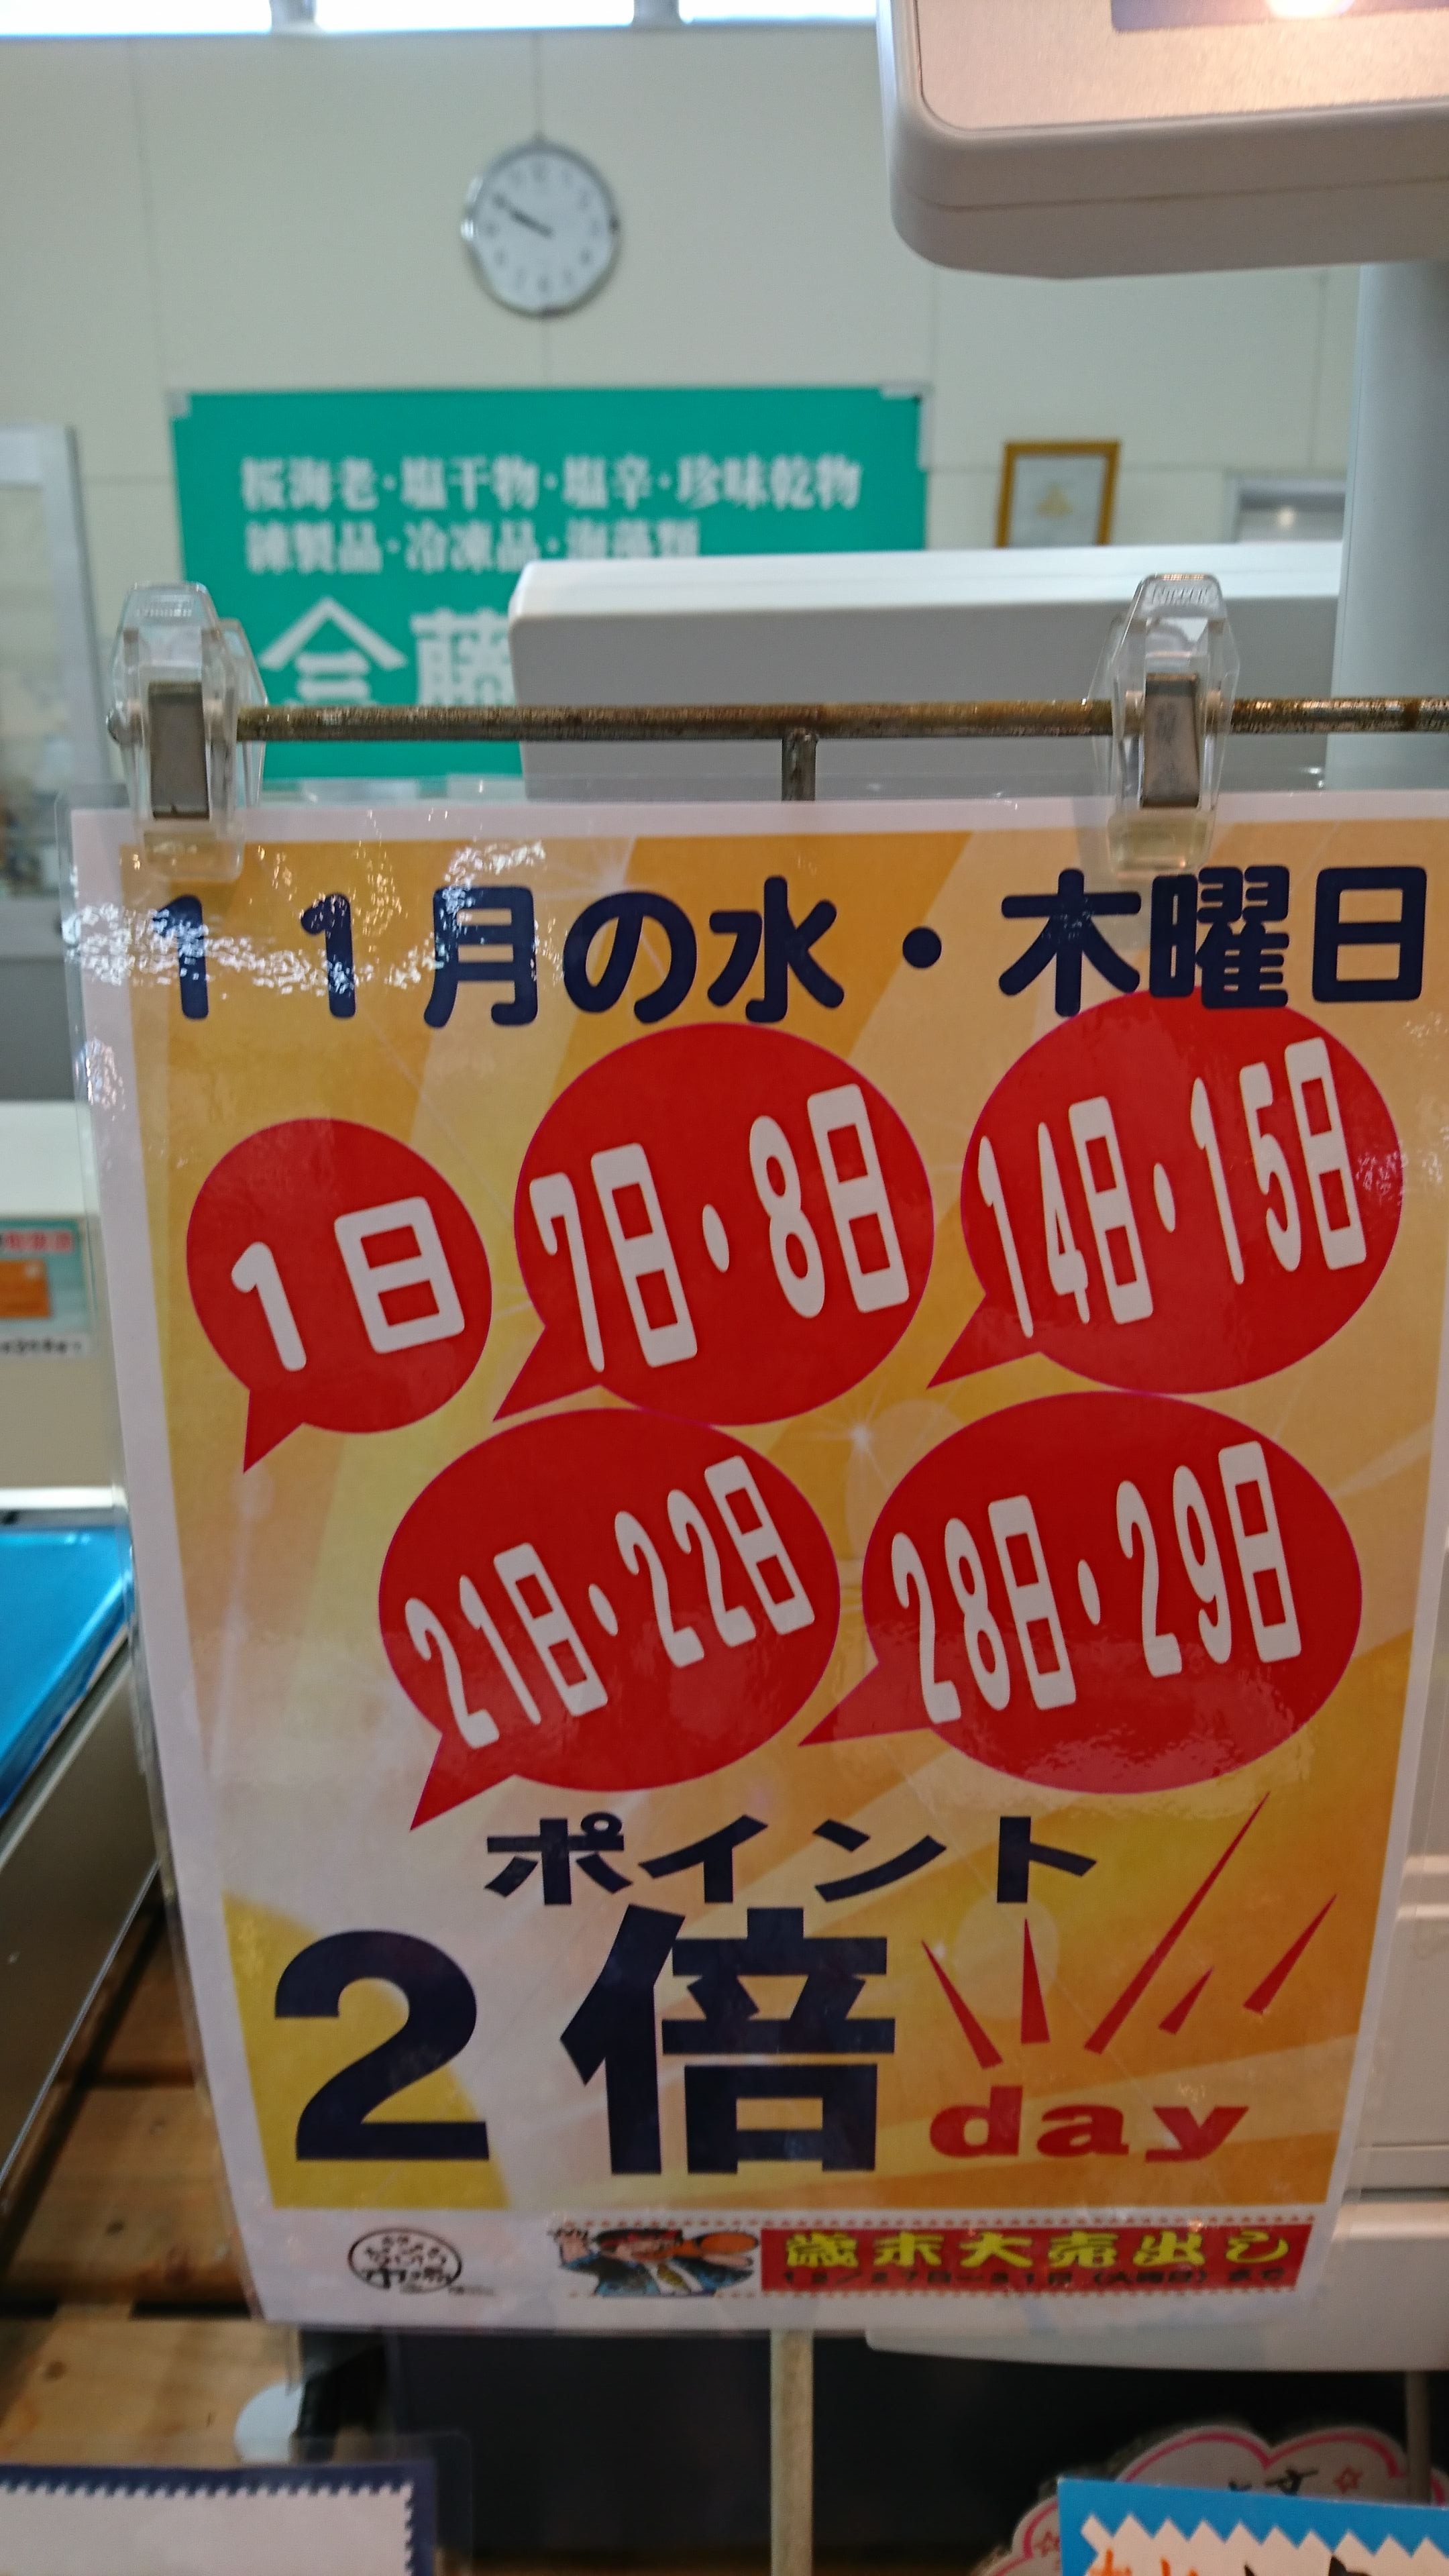 桜海老・塩干物・塩辛・珍味乾物
練製品・冷凍品・海藻類
藤
11月の水・木曜日
1日
7日・8日
14日・15日
21日・22日
28日・29日
ポイント
2倍
day
歳末大売出し